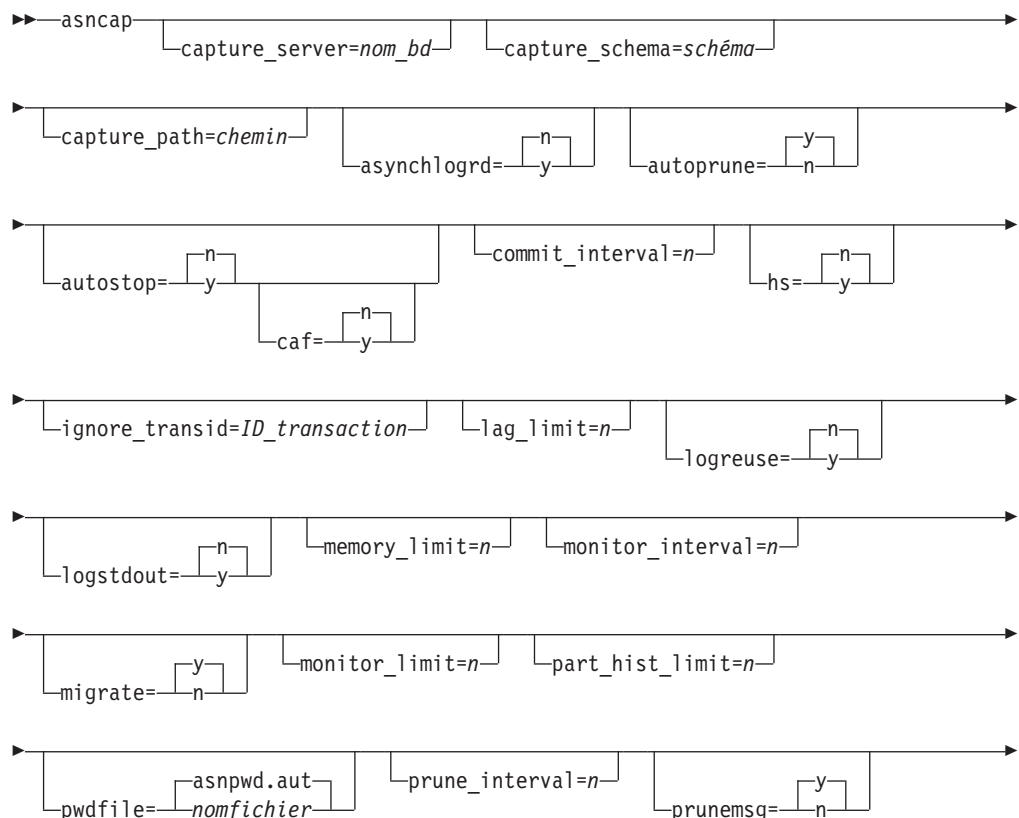 asncap
capture_server=nom_bd
capture_schema=schéma
capture_path=chemin
n
asynchlogrd=
y
y
autoprune=
n
n
autostop=
y
n
caf=
y
commit_interval=n
n
hs=
y
ignore_transid=ID_transaction
lag_limit=n
n
logreuse=
y
n
logstdout=
y
memory_limit=n
monitor_interval=n
y
migrate=
n
monitor_limit=n
part_hist_limit=n
asnpwd.aut
pwdfile=
nomfichier
prune_interval=n
y
prunemsg=
n